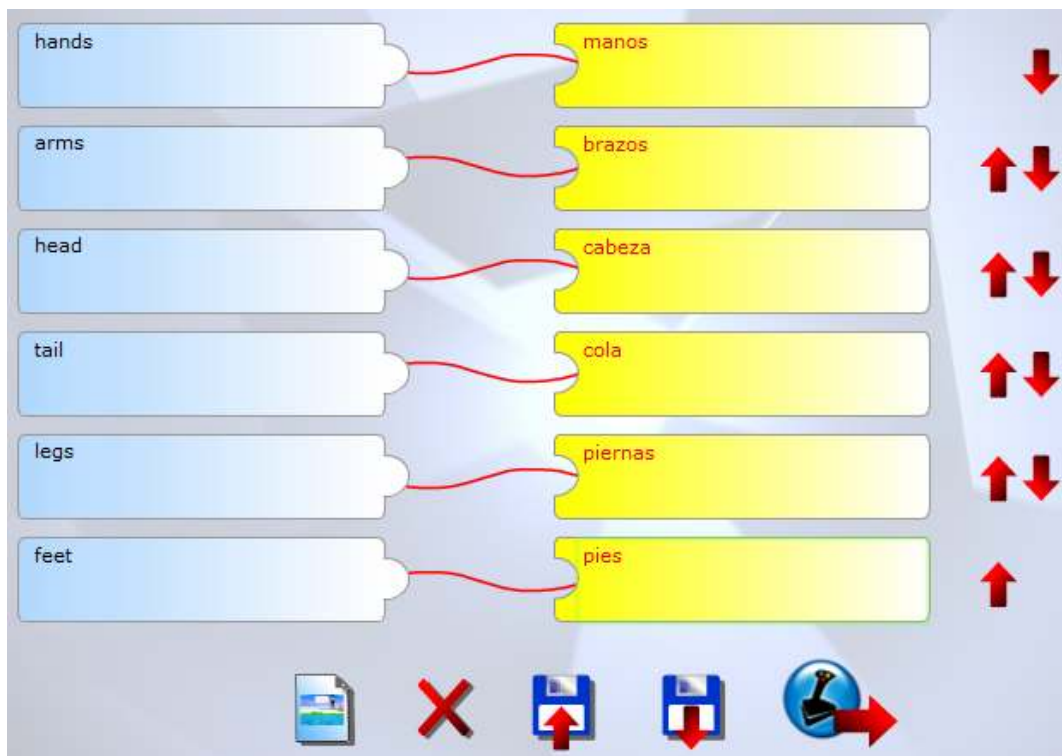 hands manos
arms brazos
head cabeza
tail cola
legs piernas
feet pies